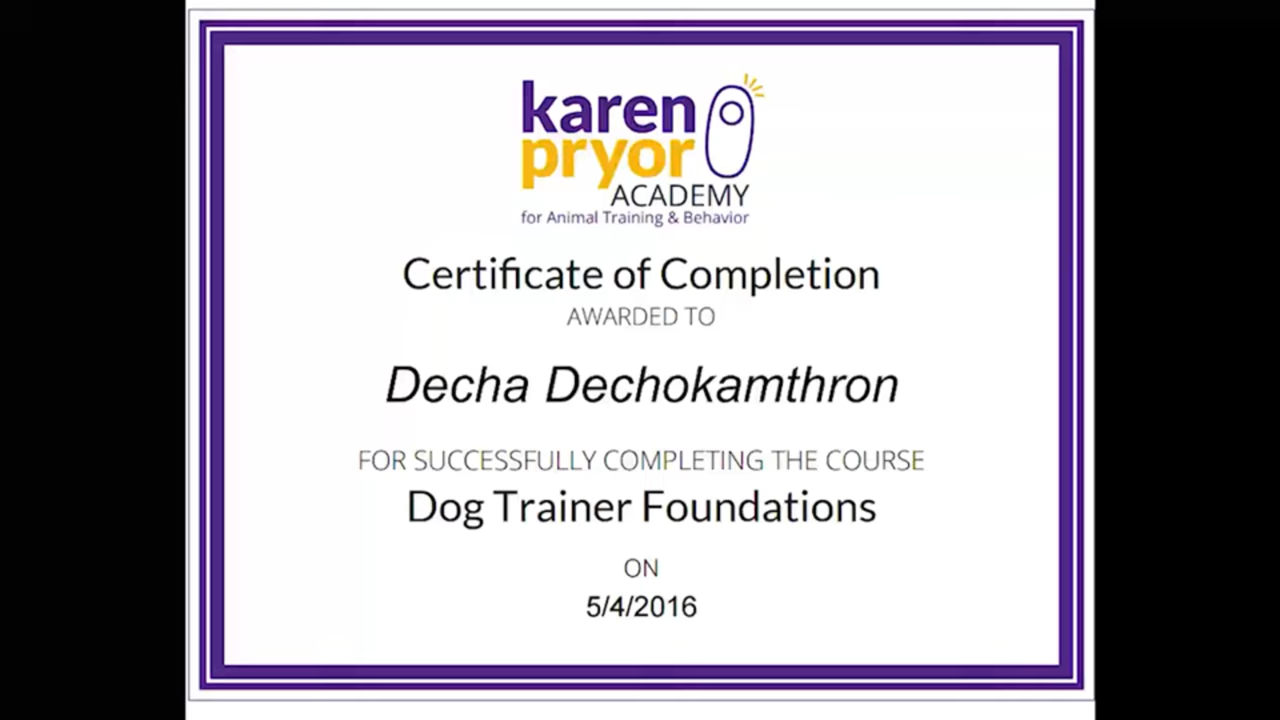 karen
pryor
ACADEMY
for Animal Training & Behavior
Certificate of Completion
AWARDED TO
Decha Dechokamthron
FOR SUCCESSFULLY COMPLETING THE COURSE
Dog Trainer Foundations
ON
5/4/2016